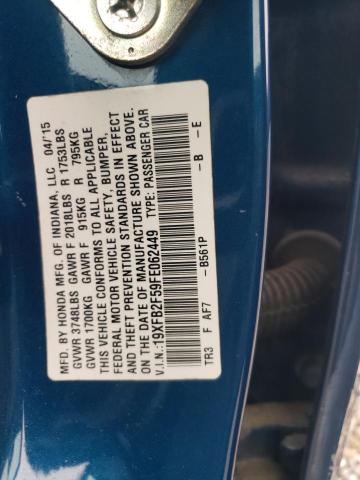 MFD. BY HONDA MFG. OF INDIANA, LLC 04/'15
GVWR 3748LBS GAWR F 2018LBS R 1753LBS
GVWR 1700KG GAWR F 915KG R 795KG
THIS VEHICLE CONFORMS TO ALL APPLICABLE
FEDERAL MOTOR VEHICLE SAFETY, BUMPER,
AND THEFT PREVENTION STANDARDS IN EFFECT
ON THE DATE OF MANUFACTURE SHOWN ABOVE.
V.I.N.:19XFB2F59FE062449 TYPE: PASSENGER CAR
-B561P -B -E
TR3 F AF7